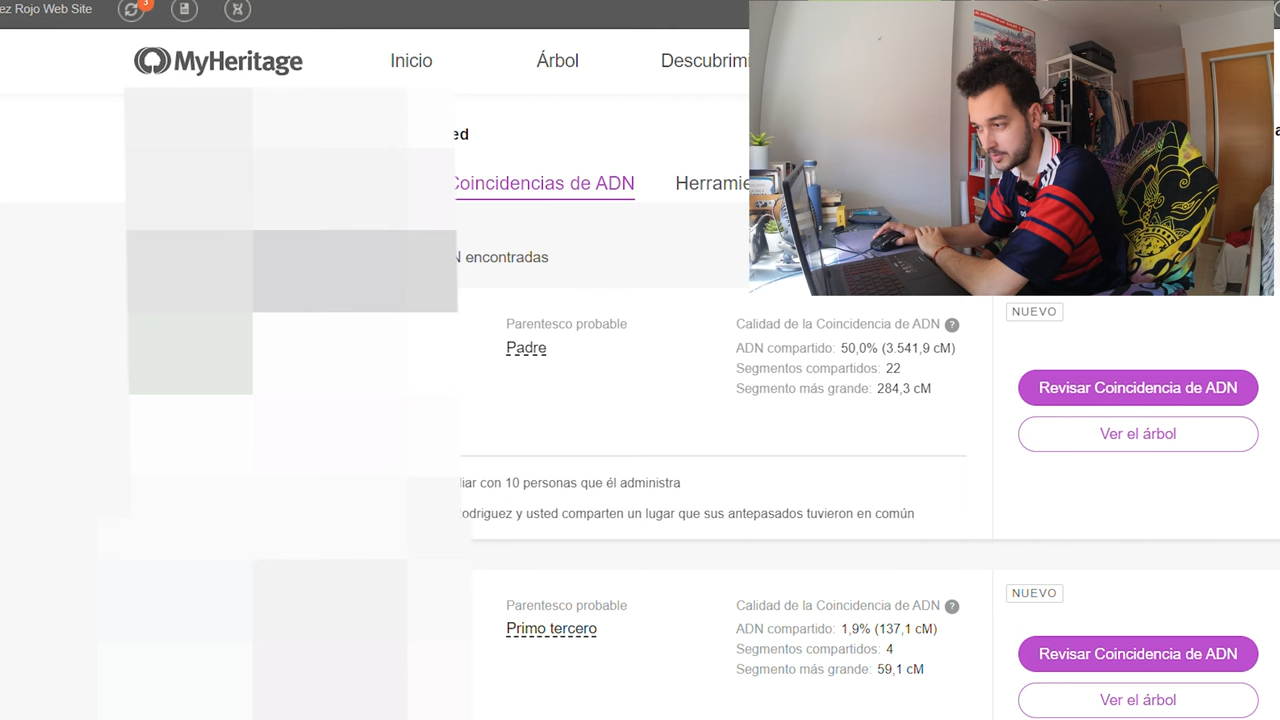 ez Rojo Web Site
3
MyHeritage
Inicio
Árbol
Descubrimi
ed
Coincidencias de ADN
Herramie
N encontradas
NUEVO
Parentesco probable
Padre
Calidad de la Coincidencia de ADN ?
ADN compartido: 50,0% (3.541,9 cM)
Segmentos compartidos: 22
Segmento más grande: 284,3 cM
Revisar Coincidencia de ADN
Ver el árbol
liar con 10 personas que él administra
odriguez y usted comparten un lugar que sus antepasados tuvieron en común
NUEVO
Parentesco probable
Primo tercero
Calidad de la Coincidencia de ADN ?
ADN compartido: 1,9% (137,1 cM)
Segmentos compartidos: 4
Segmento más grande: 59,1 cM
Revisar Coincidencia de ADN
Ver el árbol